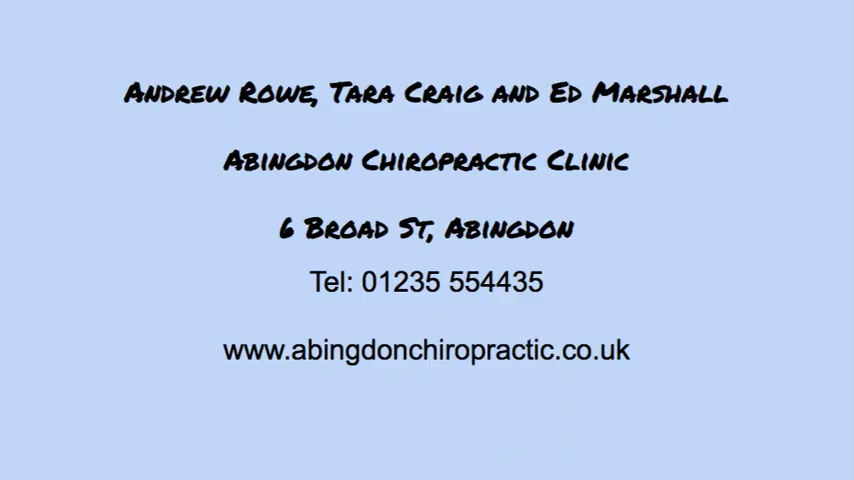 Andrew Rowe, Tara Craig and Ed Marshall
Abingdon Chiropractic Clinic
6 Broad St, Abingdon
Tel: 01235 554435
www.abingdonchiropractic.co.uk